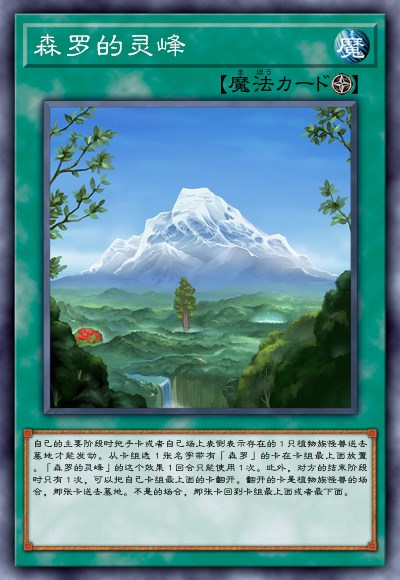 森罗的灵峰
魔
【魔法カード】
ま ほう
自己的主要阶段时把手卡或者自己场上表侧表示存在的1只植物族怪兽送去
墓地才能发动。从卡组选1张名字带有「森罗」的卡在卡组最上面放
置。「森罗的灵峰」的这个效果1回合只能使用1次。此外，对方的结束阶段
时只有1次，可以把自己卡组最上面的卡翻开。翻开的卡是植物族怪兽的场
合，那张卡送去墓地。不是的场合，那张卡回到卡组最上面或者最下面。